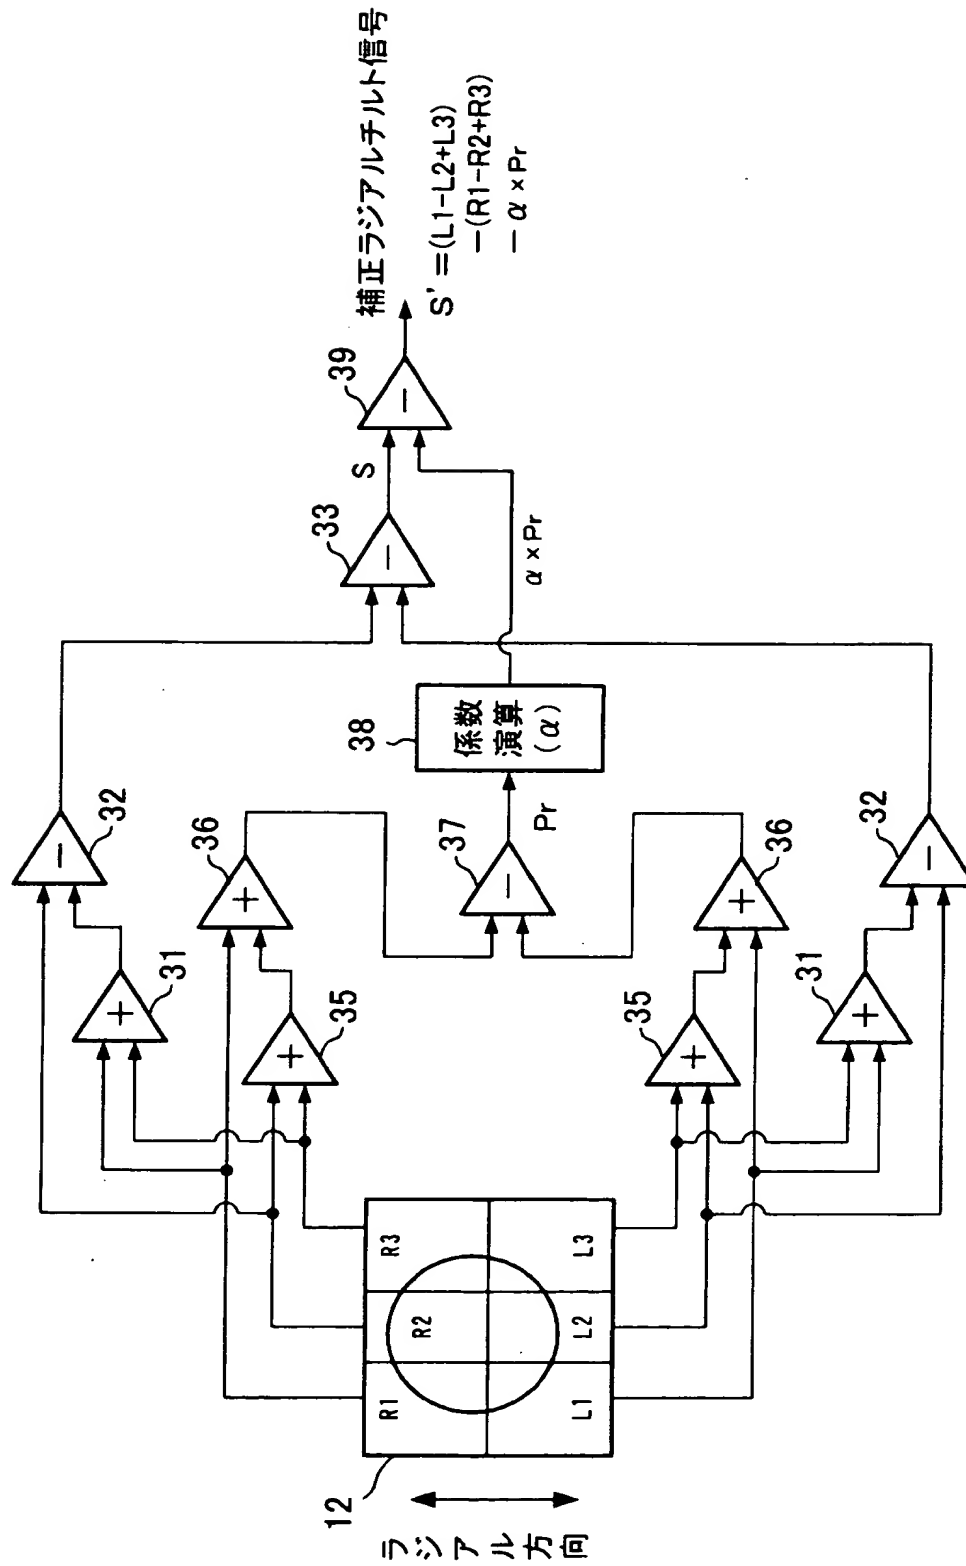 ラジアル方向
12
R1
R2
R3
L1
L2
L3
31
32
35
36
+
+
+
−
31
32
35
36
+
+
+
−
37
−
Pr
38
係数
演算
(α)
α×Pr
33
−
S
39
−
補正ラジアルチルト信号
S'=(L1-L2+L3)
−(R1-R2+R3)
−α×Pr